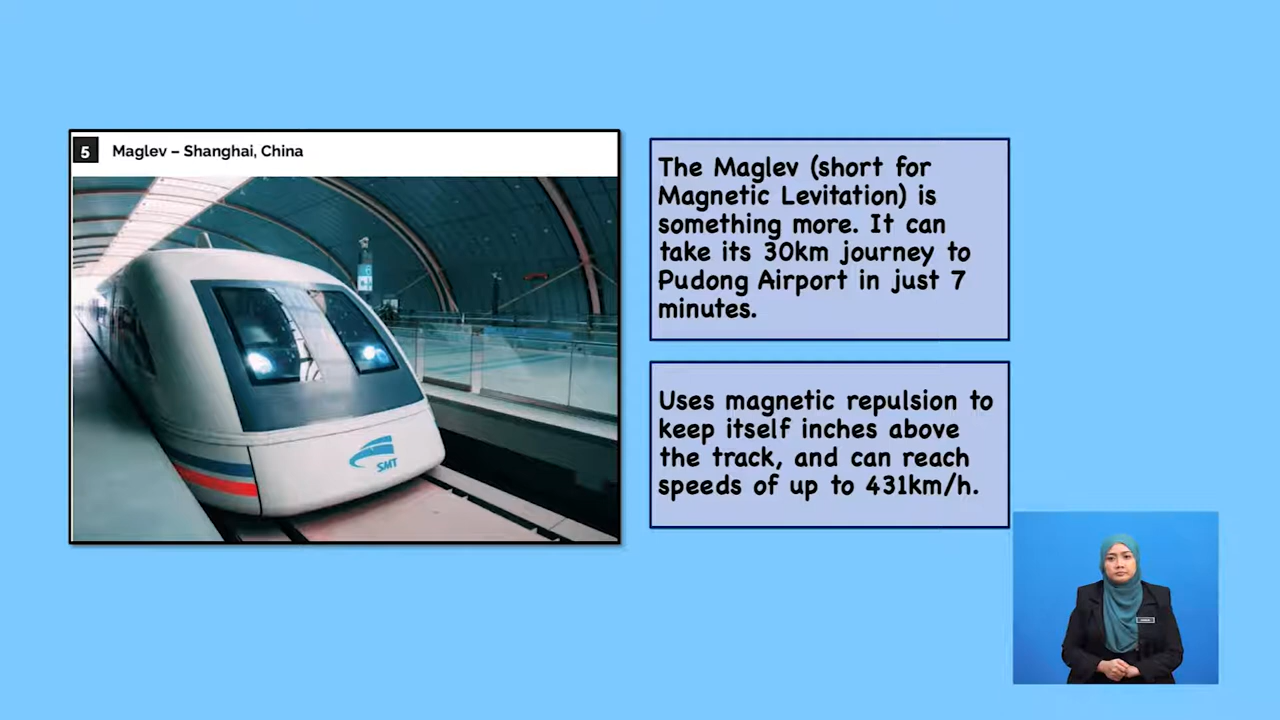 5 Maglev – Shanghai, China
The Maglev (short for
Magnetic Levitation) is
something more. It can
take its 30km journey to
Pudong Airport in just 7
minutes.
Uses magnetic repulsion to
keep itself inches above
the track, and can reach
speeds of up to 431km/h.
SMT